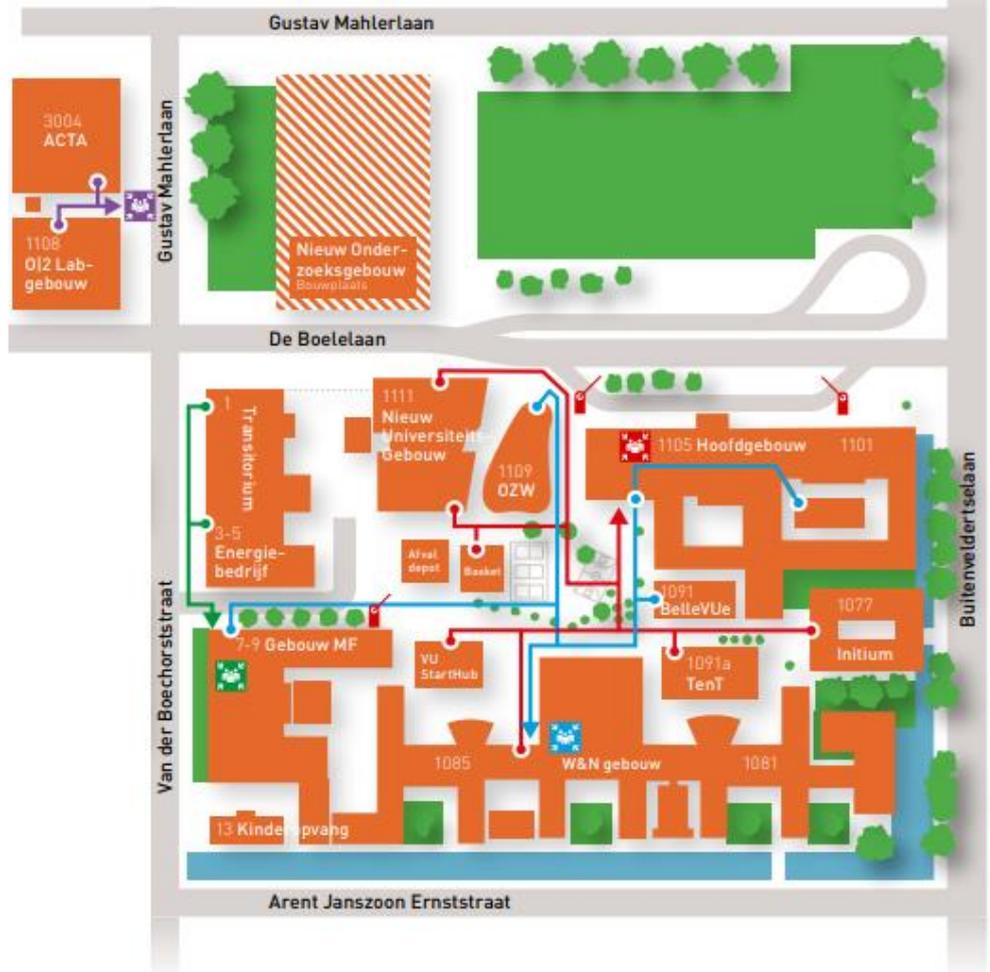 Gustav Mahlerlaan
3004
ACTA
Gustav Mahlerlaan
1108
O|2 Lab-
gebouw
Nieuw Onder-
zoeksgebouw
Bouwplaats
De Boelelaan
1
Transitorium
3-5
Energie-
bedrijf
1111
Nieuw
Universiteits-
Gebouw
1109
OZW
1105 Hoofdgebouw
1101
Afval
depot
Basket
1091
BelleVUe
1077
Initium
Buitenveldertselaan
Van der Boechorststraat
7-9 Gebouw MF
VU
StartHub
1091a
TenT
1085
W&N gebouw
1081
13 Kinderopvang
Arent Janszoon Ernststraat